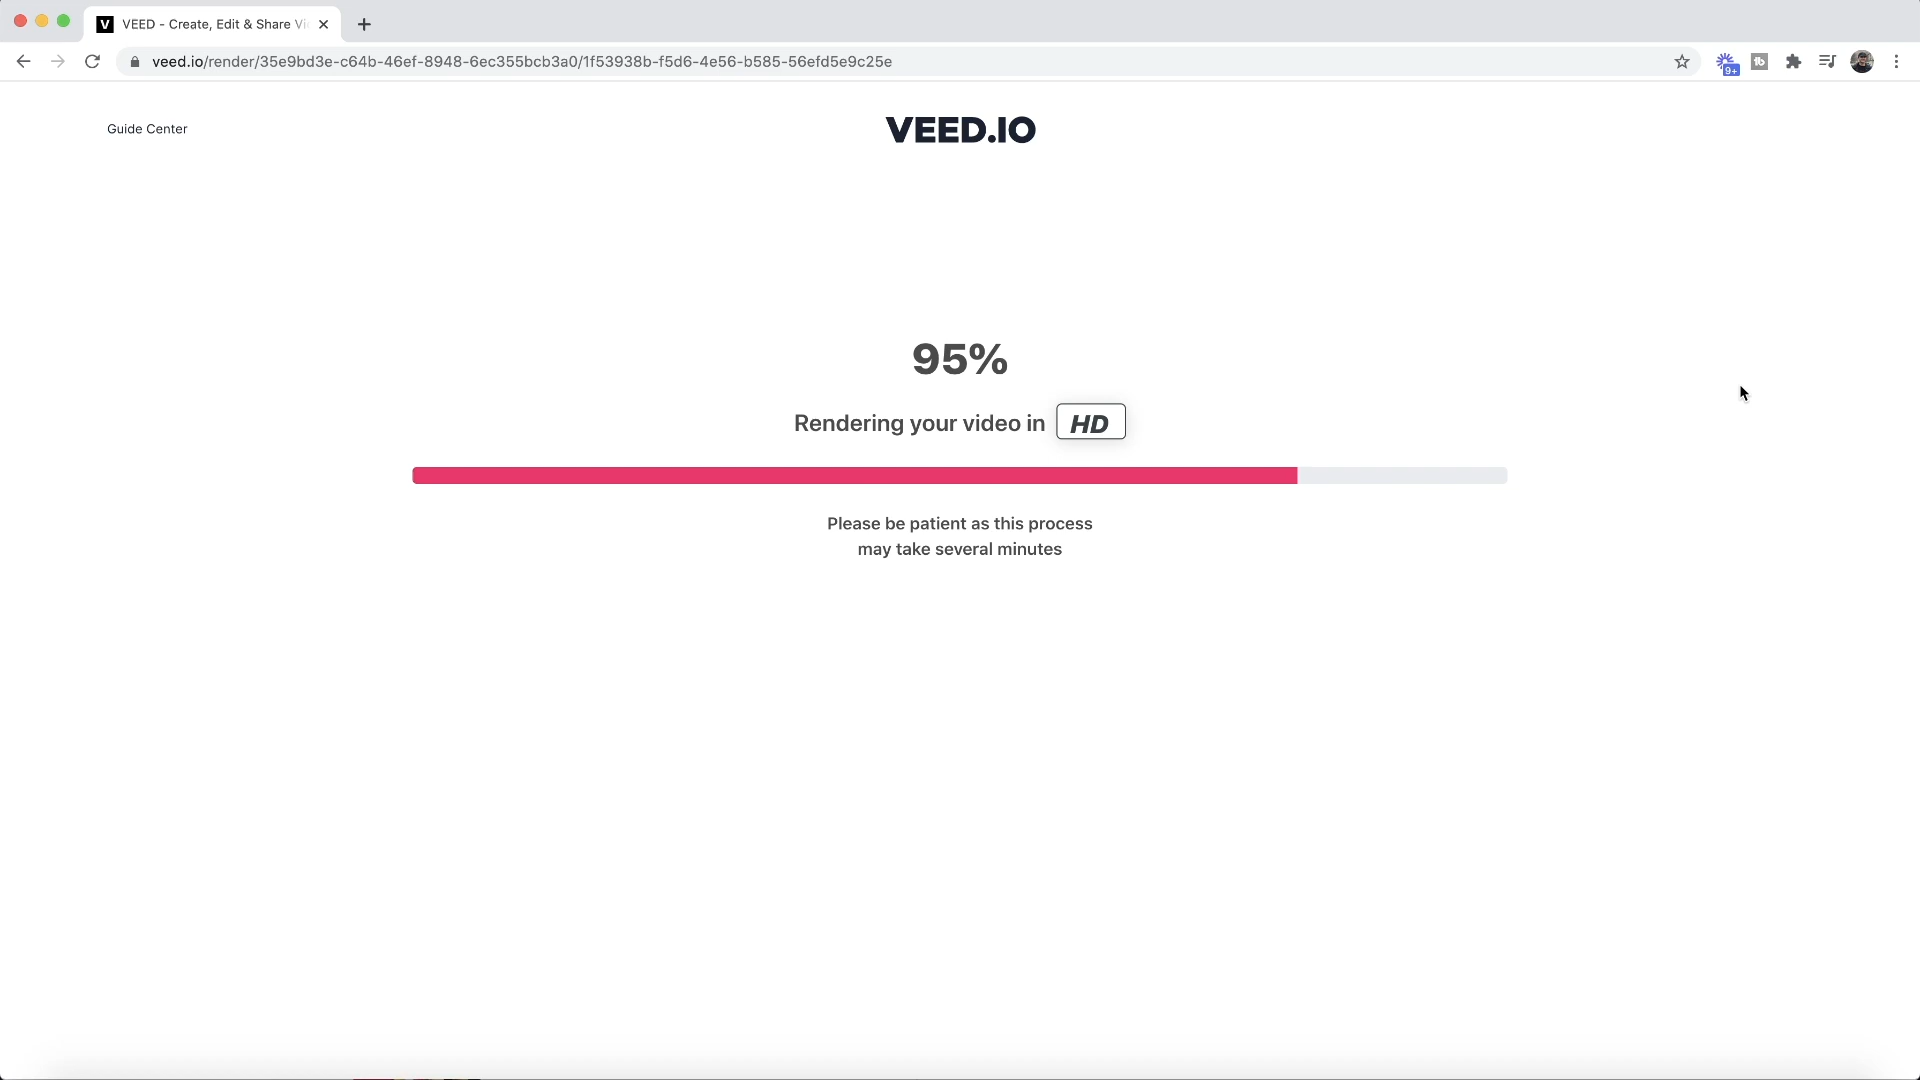 VEED - Create, Edit & Share Vi
veed.io/render/35e9bd3e-c64b-46ef-8948-6ec355bcb3a0/1f53938b-f5d6-4e56-b585-56efd5e9c25e
9+
Guide Center
VEED.IO
95%
Rendering your video in HD
Please be patient as this process
may take several minutes